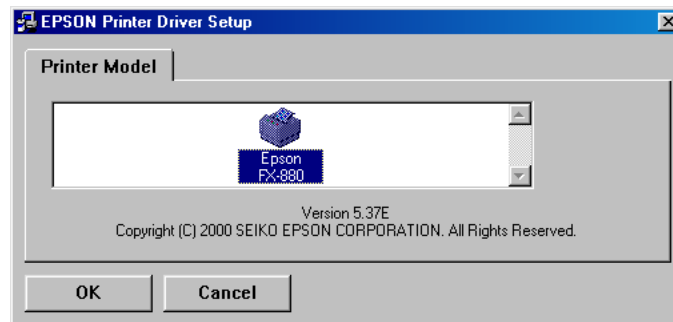 EPSON Printer Driver Setup
Printer Model
Epson
FX-880
Version 5.37E
Copyright (C) 2000 SEIKO EPSON CORPORATION. All Rights Reserved.
OK Cancel